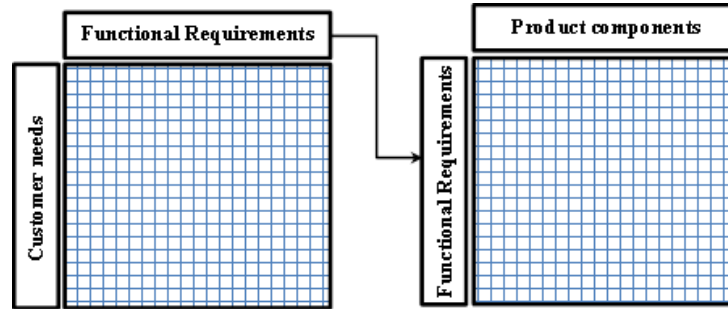 Functional Requirements
Product components
Customer needs
Functional Requirements